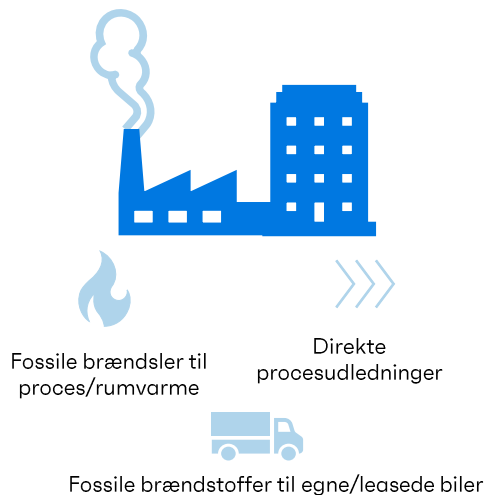 Fossile brændsler til
proces/rumvarme
Direkte
procesudledninger
Fossile brændstoffer til egne/leasede biler